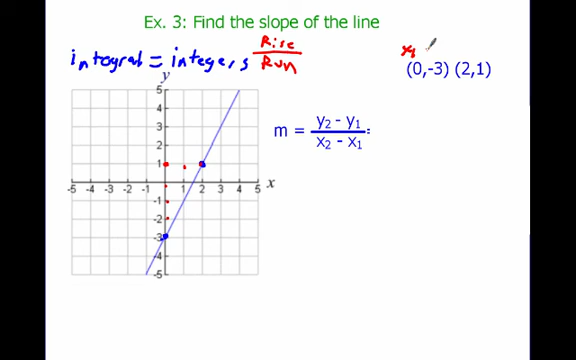 Ex. 3: Find the slope of the line
integral = integers Rise
Run
x₁
(0,-3) (2,1)
y
5
4
3
2
1
-5 -4 -3 -2 -1 1 2 3 4 5 x
-1
-2
-3
-4
-5
m = y₂ - y₁
x₂ - x₁ =